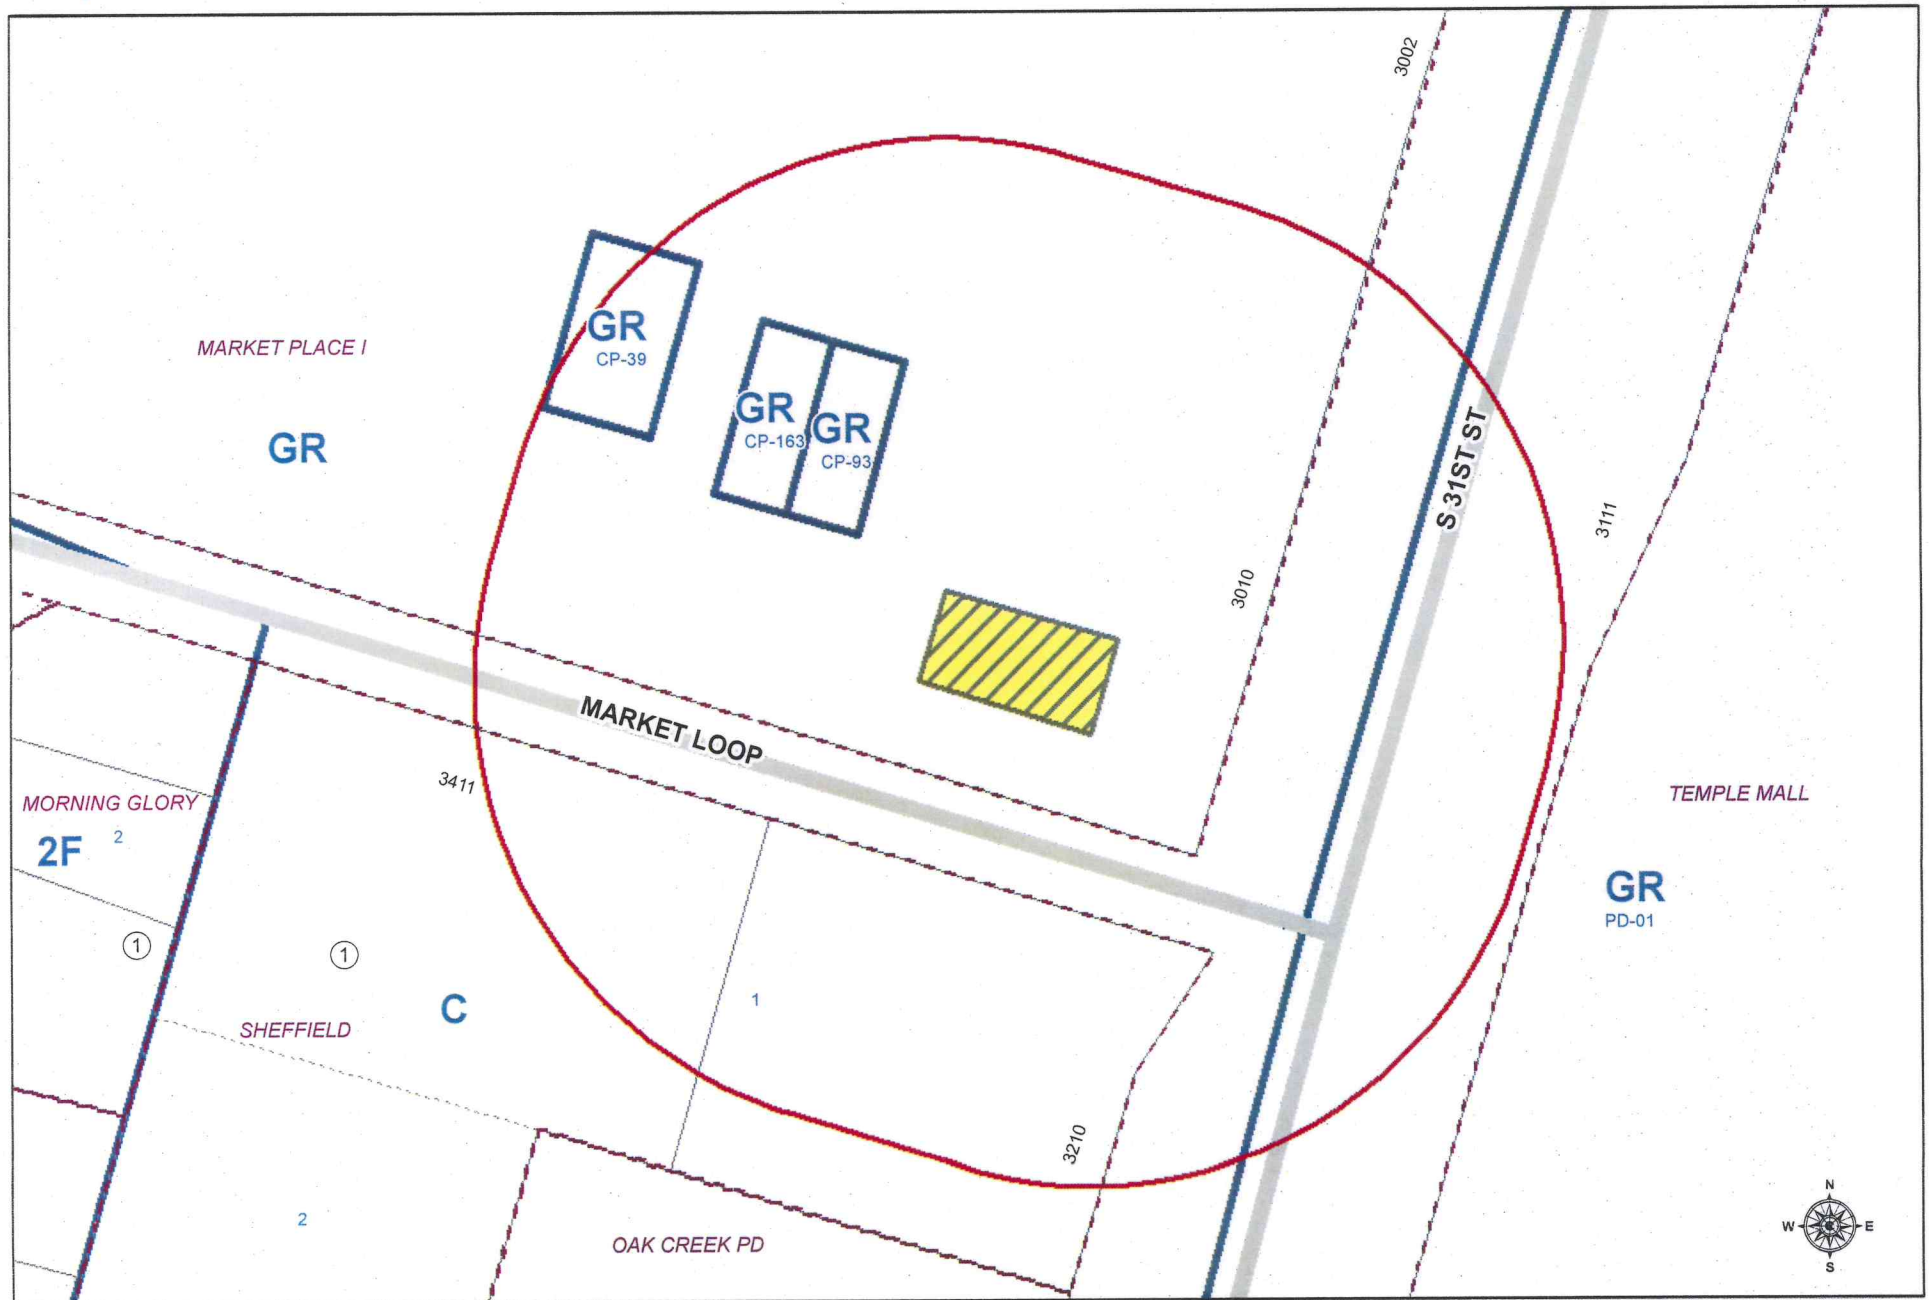 3002
GR
CP-39
MARKET PLACE I
GR
GR
CP-163
GR
CP-93
S 31ST ST
3111
3010
MARKET LOOP
3411
MORNING GLORY
2F
2
TEMPLE MALL
GR
PD-01
1
1
C
1
SHEFFIELD
3210
2
OAK CREEK PD
N
W
E
S